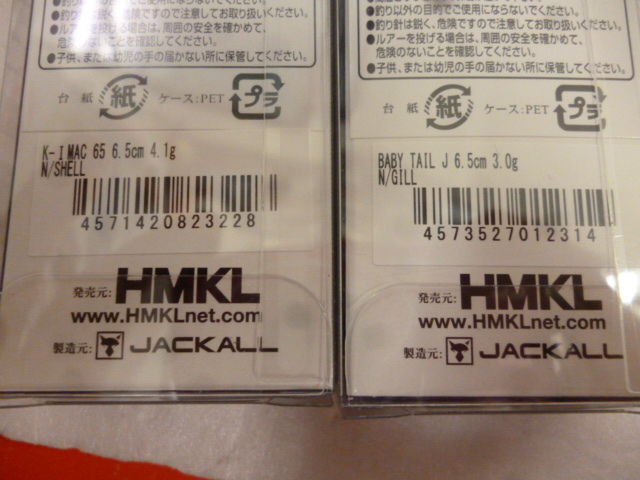 ●釣り以外の目的でご使用にならないでください。
●釣り針は鋭く、危険ですので注意してお取り扱いください。
●ルアーを投げる場合は、周囲の安全を確かめて、
危険のないことを確認してください。
●子供、または幼児の手の届かない所に保管してください。
台紙 紙 ケース:PET プラ
K-I MAC 65 6.5cm 4.1g
N/SHELL
4571420823228
発売元: HMKL
www.HMKLnet.com
製造元: JACKALL
●釣り以外の目的でご使用にならないでください。
●釣り針は鋭く、危険ですので注意してお取り扱いください。
●ルアーを投げる場合は、周囲の安全を確かめて、
危険のないことを確認してください。
●子供、または幼児の手の届かない所に保管してください。
台紙 紙 ケース:PET プラ
BABY TAIL J 6.5cm 3.0g
N/GILL
4573527012314
発売元: HMKL
www.HMKLnet.com
製造元: JACKALL